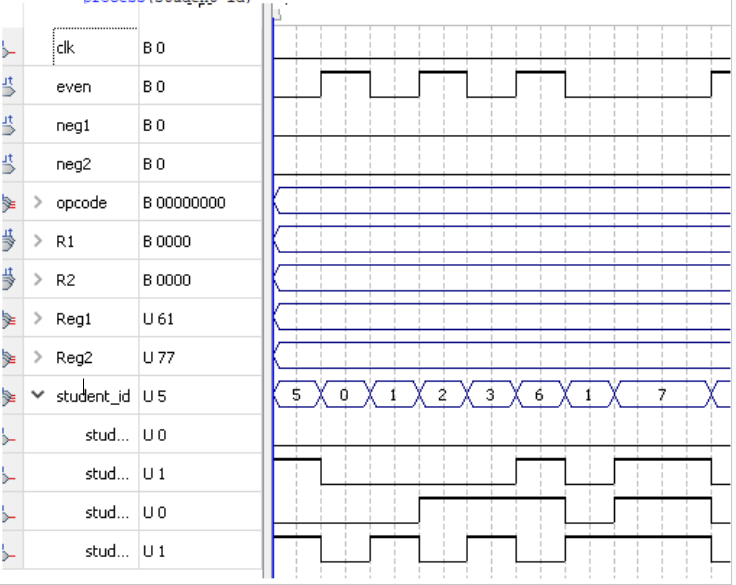 clk B 0
even B 0
neg1 B 0
neg2 B 0
opcode B 00000000
R1 B 0000
R2 B 0000
Reg1 U 61
Reg2 U 77
student_id U 5 5 0 1 2 3 6 1 7
stud... U 0
stud... U 1
stud... U 0
stud... U 1